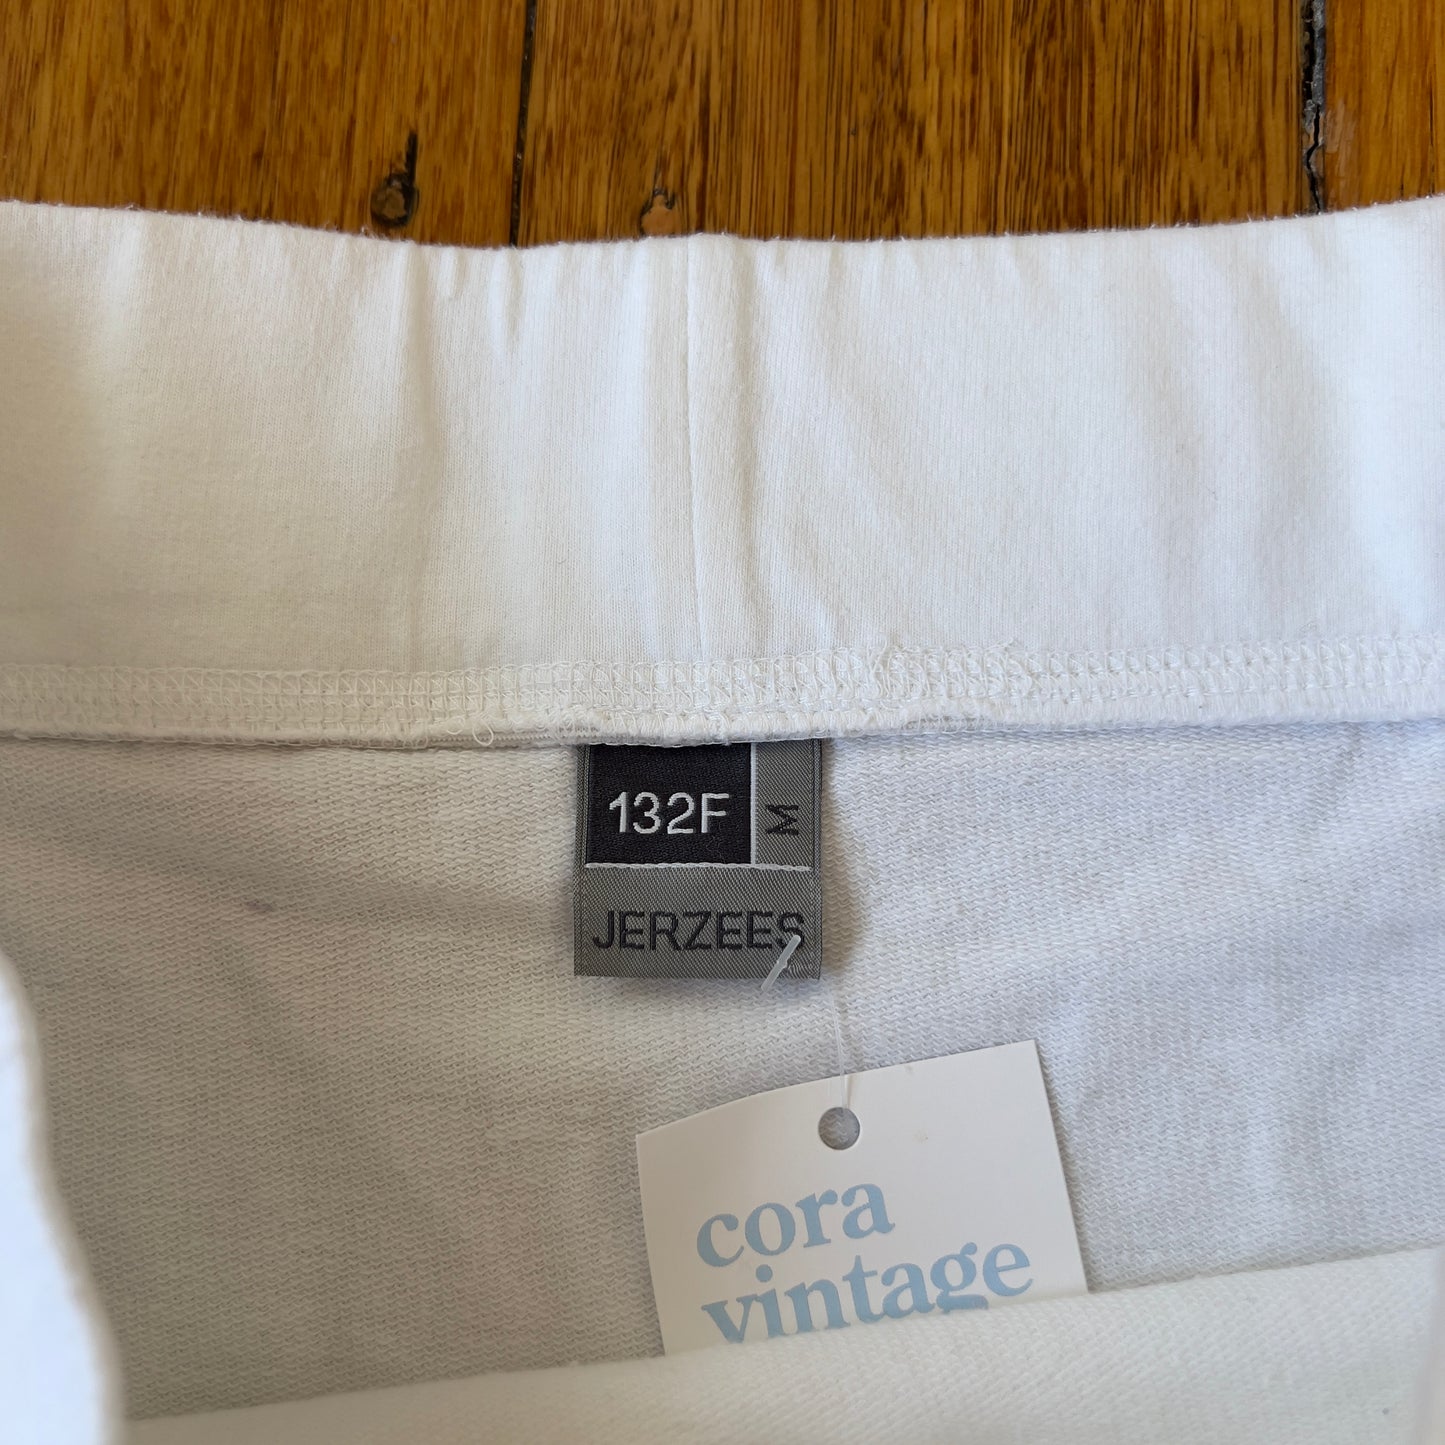 132F
M
JERZEES
cora
vintage